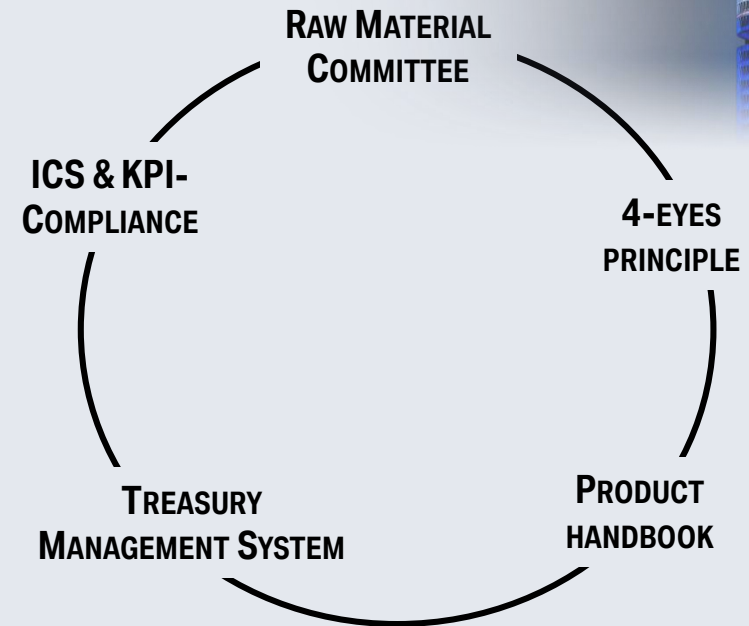 RAW MATERIAL
COMMITTEE
4-EYES
PRINCIPLE
PRODUCT
HANDBOOK
TREASURY
MANAGEMENT SYSTEM
ICS & KPI-
COMPLIANCE